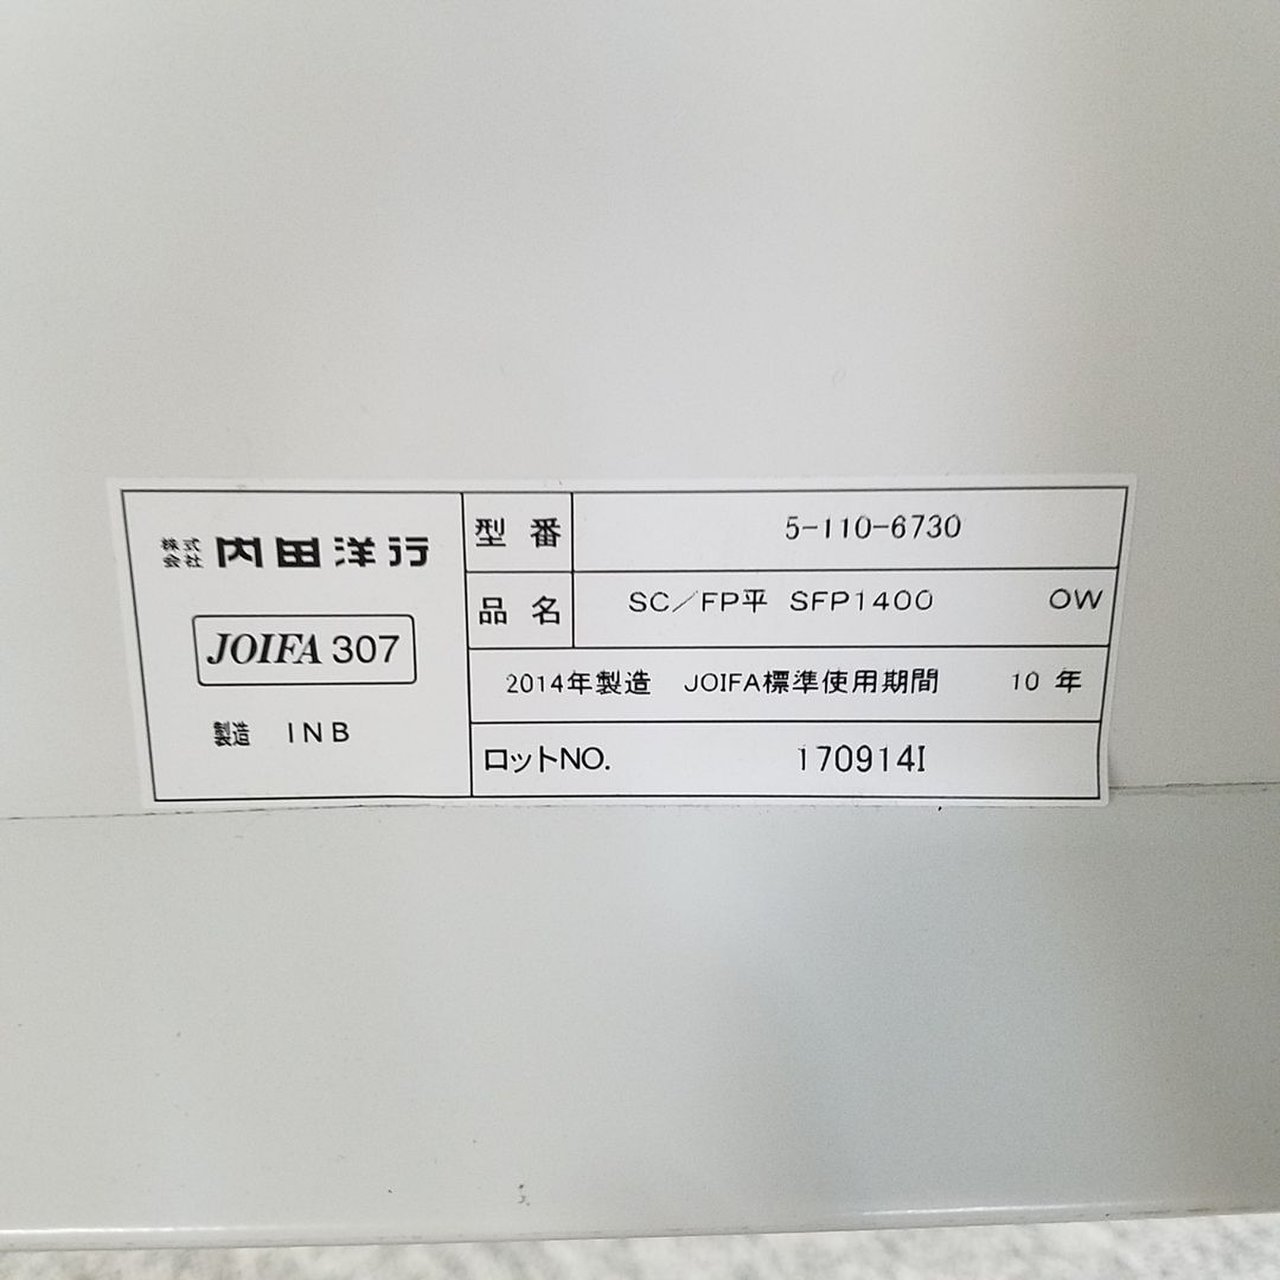 株式会社 内田洋行
JOIFA 307
製造 INB
型番 5-110-6730
品名 SC／FP平 SFP1400 OW
2014年製造 JOIFA標準使用期間 10年
ロットNO. 170914I